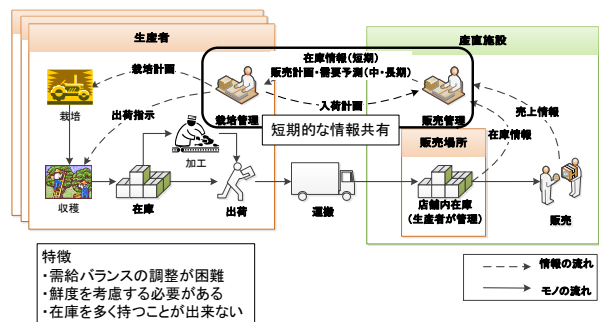 生産者
産直施設
在庫情報(短期)
販売計画・需要予測(中・長期)
栽培計画
入荷計画
売上情報
栽培
出荷指示
栽培管理
販売管理
在庫情報
短期的な情報共有
販売場所
加工
収穫
在庫
出荷
運搬
店舗内在庫
(生産者が管理)
販売
特徴
・需給バランスの調整が困難
・鮮度を考慮する必要がある
・在庫を多く持つことが出来ない
情報の流れ
モノの流れ